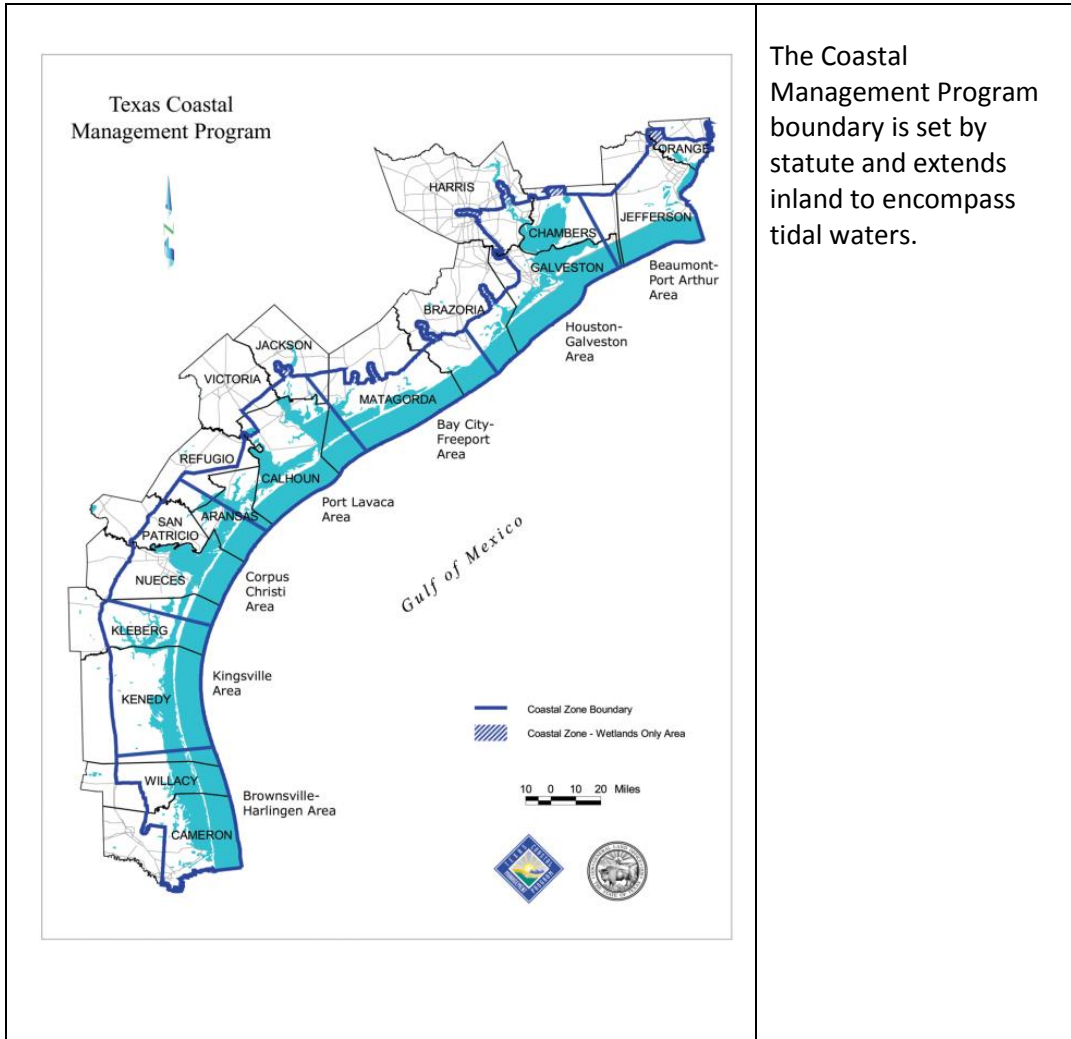 Texas Coastal
Management Program
N
ORANGE
HARRIS
JEFFERSON
CHAMBERS
GALVESTON
Beaumont-
Port Arthur
Area
BRAZORIA
Houston-
Galveston
Area
JACKSON
VICTORIA
MATAGORDA
Bay City-
Freeport
Area
REFUGIO
CALHOUN
Port Lavaca
Area
ARANSAS
SAN
PATRICIO
Gulf of Mexico
NUECES
Corpus
Christi
Area
KLEBERG
Kingsville
Area
KENEDY
Coastal Zone Boundary
Coastal Zone - Wetlands Only Area
WILLACY
10 0 10 20 Miles
Brownsville-
Harlingen Area
CAMERON
The Coastal
Management Program
boundary is set by
statute and extends
inland to encompass
tidal waters.